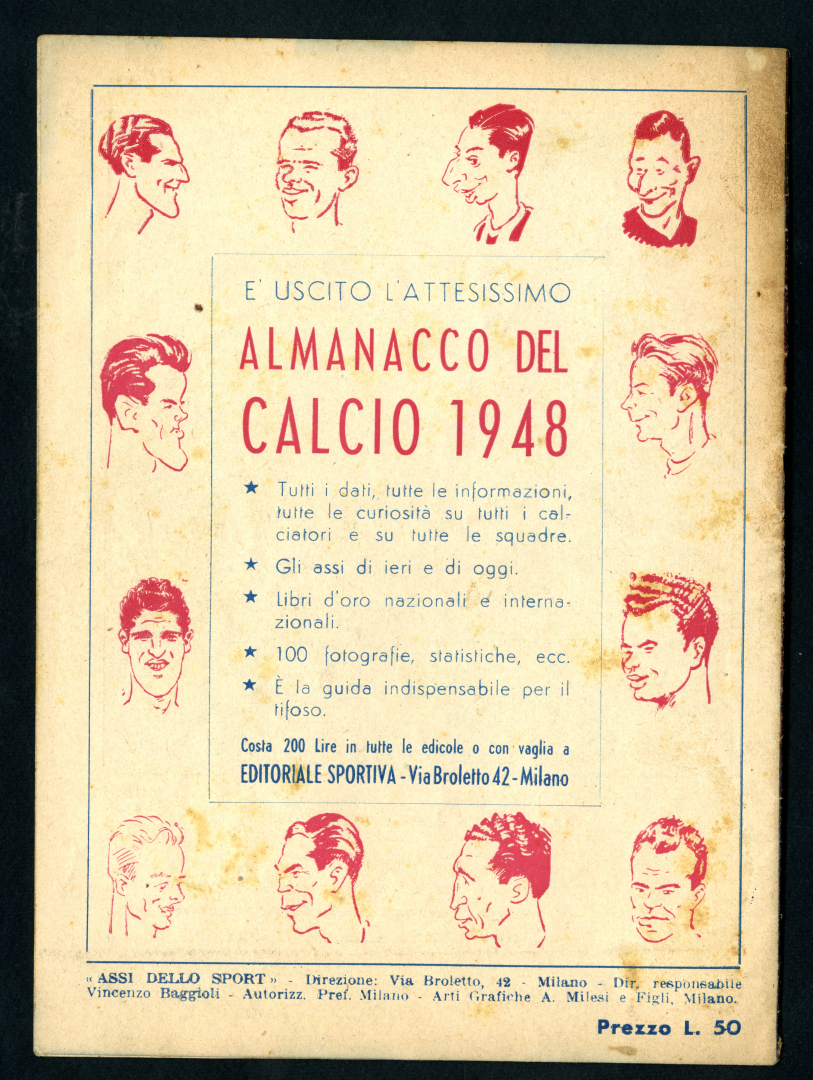 E' USCITO L'ATTESISSIMO
ALMANACCO DEL
CALCIO 1948
★ Tutti i dati, tutte le informazioni,
tutte le curiosità su tutti i cal-
ciatori e su tutte le squadre.
★ Gli assi di ieri e di oggi.
★ Libri d'oro nazionali e interna-
zionali.
★ 100 fotografie, statistiche, ecc.
★ È la guida indispensabile per il
tifoso.
Costa 200 Lire in tutte le edicole o con vaglia a
EDITORIALE SPORTIVA - Via Broletto 42 - Milano
« ASSI DELLO SPORT » - Direzione: Via Broletto, 42 - Milano - Dir. responsabile
Vincenzo Baggioli - Autorizz. Pref. Milano - Arti Grafiche A. Milesi e Figli, Milano.
Prezzo L. 50